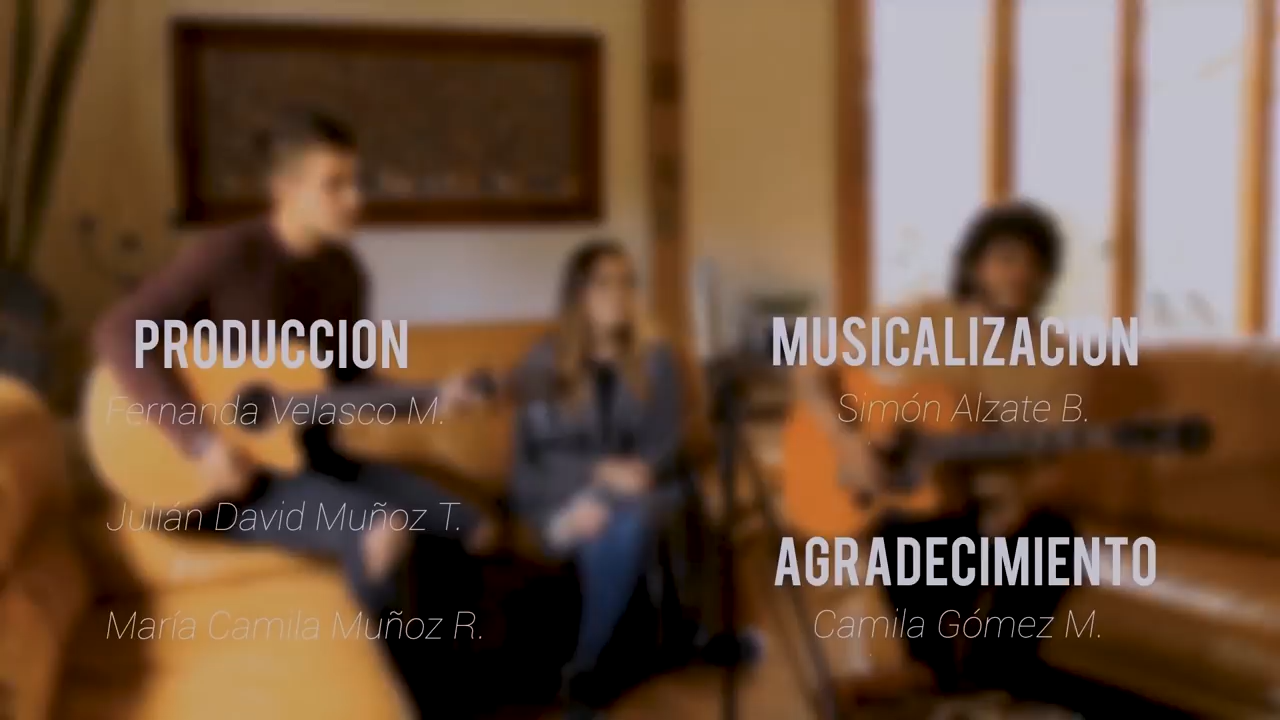 PRODUCCION
Fernanda Velasco M.
Julián David Muñoz T.
María Camila Muñoz R.
MUSICALIZACION
Simón Alzate B.
AGRADECIMIENTO
Camila Gómez M.